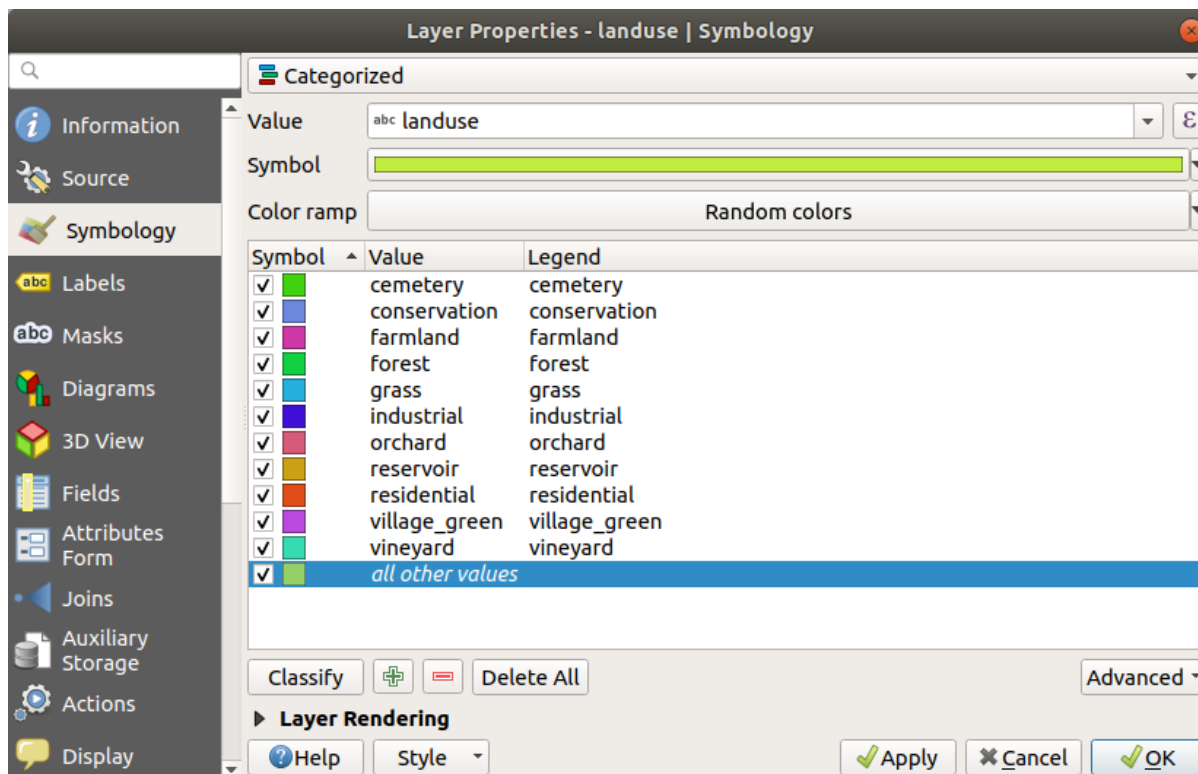 Layer Properties - landuse | Symbology
Information
Source
Symbology
abc Labels
abc Masks
Diagrams
3D View
Fields
Attributes
Form
Joins
Auxiliary
Storage
Actions
Display
Categorized
Value abc landuse ε
Symbol
Color ramp Random colors
Symbol Value Legend
cemetery cemetery
conservation conservation
farmland farmland
forest forest
grass grass
industrial industrial
orchard orchard
reservoir reservoir
residential residential
village_green village_green
vineyard vineyard
all other values
Classify Delete All Advanced
Layer Rendering
Help Style Apply Cancel OK